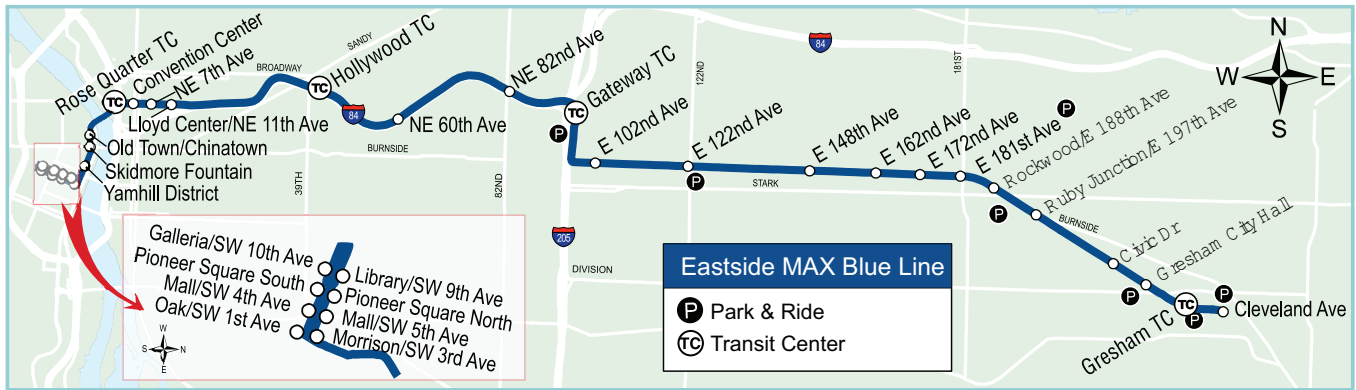 Rose Quarter TC
Convention Center
NE 7th Ave
Lloyd Center/NE 11th Ave
Old Town/Chinatown
Skidmore Fountain
Yamhill District
BROADWAY
SANDY
Hollywood TC
TC
TC
84
NE 60th Ave
BURNSIDE
39TH
NE 82nd Ave
82ND
Gateway TC
TC
P
E 102nd Ave
84
122ND
E 122nd Ave
P
E 148th Ave
E 162nd Ave
E 172nd Ave
181ST
E 181st Ave
P
Rockwood/E 188th Ave
P
Ruby Junction/E 197th Ave
STARK
BURNSIDE
Civic Dr
Gresham City Hall
P
Gresham TC
TC
P
P
Cleveland Ave
205
DIVISION
N
W E
S
Galleria/SW 10th Ave
Pioneer Square South
Mall/SW 4th Ave
Oak/SW 1st Ave
Library/SW 9th Ave
Pioneer Square North
Mall/SW 5th Ave
Morrison/SW 3rd Ave
W
S N
E
Eastside MAX Blue Line
P Park & Ride
TC Transit Center